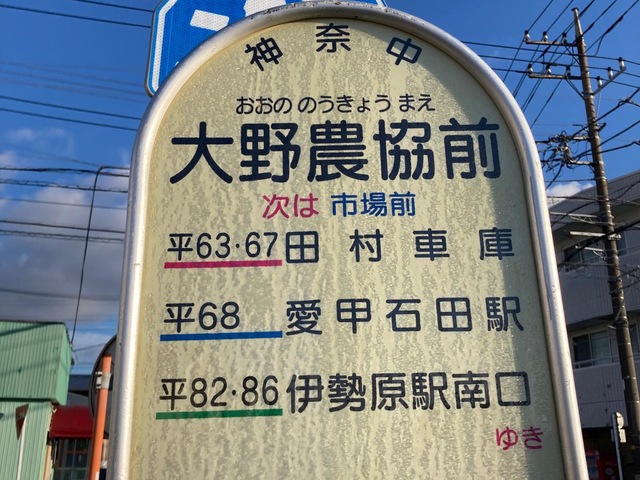 神奈中
おおの のうきょう まえ
大野農協前
次は 市場前
平63·67 田村車庫
平68 愛甲石田駅
平82·86 伊勢原駅南口
ゆき